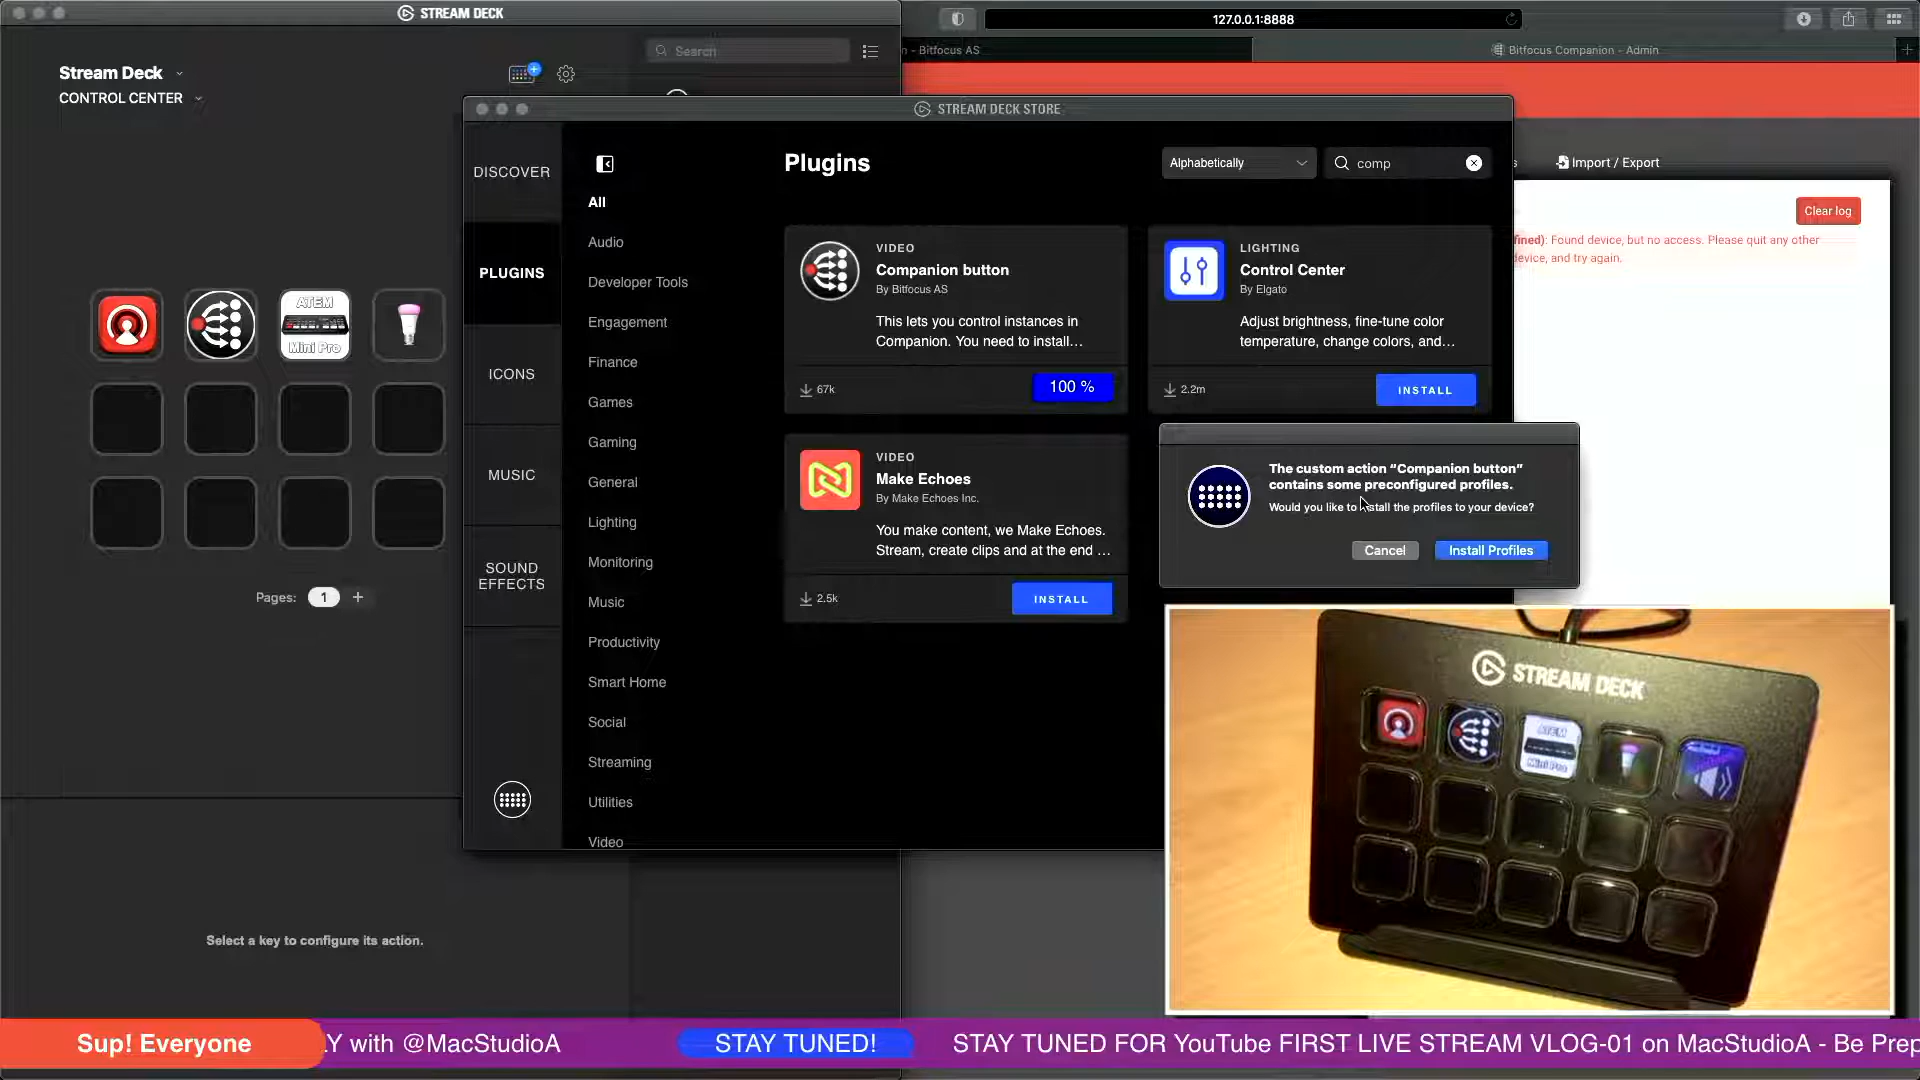 STREAM DECK
127.0.0.1:8888
Search
n - Bitfocus AS
Bitfocus Companion - Admin
Stream Deck
CONTROL CENTER
STREAM DECK STORE
DISCOVER
PLUGINS
ICONS
MUSIC
SOUND
EFFECTS
All
Audio
Developer Tools
Engagement
Finance
Games
Gaming
General
Lighting
Monitoring
Music
Productivity
Smart Home
Social
Streaming
Utilities
Video
Plugins
Alphabetically
comp
VIDEO
Companion button
By Bitfocus AS
This lets you control instances in
Companion. You need to install...
67k
100 %
LIGHTING
Control Center
By Elgato
Adjust brightness, fine-tune color
temperature, change colors, and...
2.2m
INSTALL
VIDEO
Make Echoes
By Make Echoes Inc.
You make content, we Make Echoes.
Stream, create clips and at the end ...
2.5k
INSTALL
s
Import / Export
Clear log
fined): Found device, but no access. Please quit any other
device, and try again.
The custom action “Companion button”
contains some preconfigured profiles.
Would you like to install the profiles to your device?
Cancel
Install Profiles
ATEM
Mini Pro
Pages:
1
Select a key to configure its action.
STREAM DECK
ATEM
Mini Pro
Sup! Everyone
LY with @MacStudioA
STAY TUNED!
STAY TUNED FOR YouTube FIRST LIVE STREAM VLOG-01 on MacStudioA - Be Prep